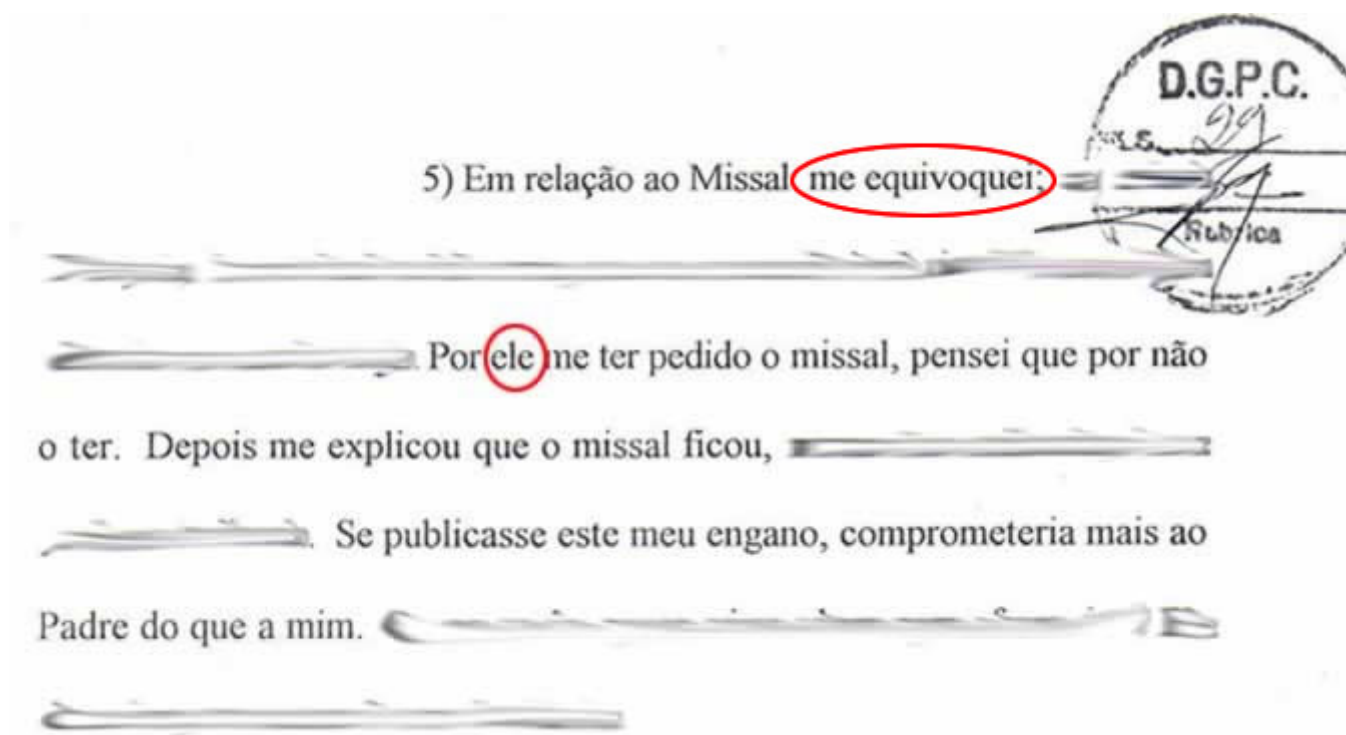 D.G.P.C.
5) Em relação ao Missal me equivoquei;
Rubrica
Por ele me ter pedido o missal, pensei que por não
o ter. Depois me explicou que o missal ficou,
Se publicasse este meu engano, comprometeria mais ao
Padre do que a mim.